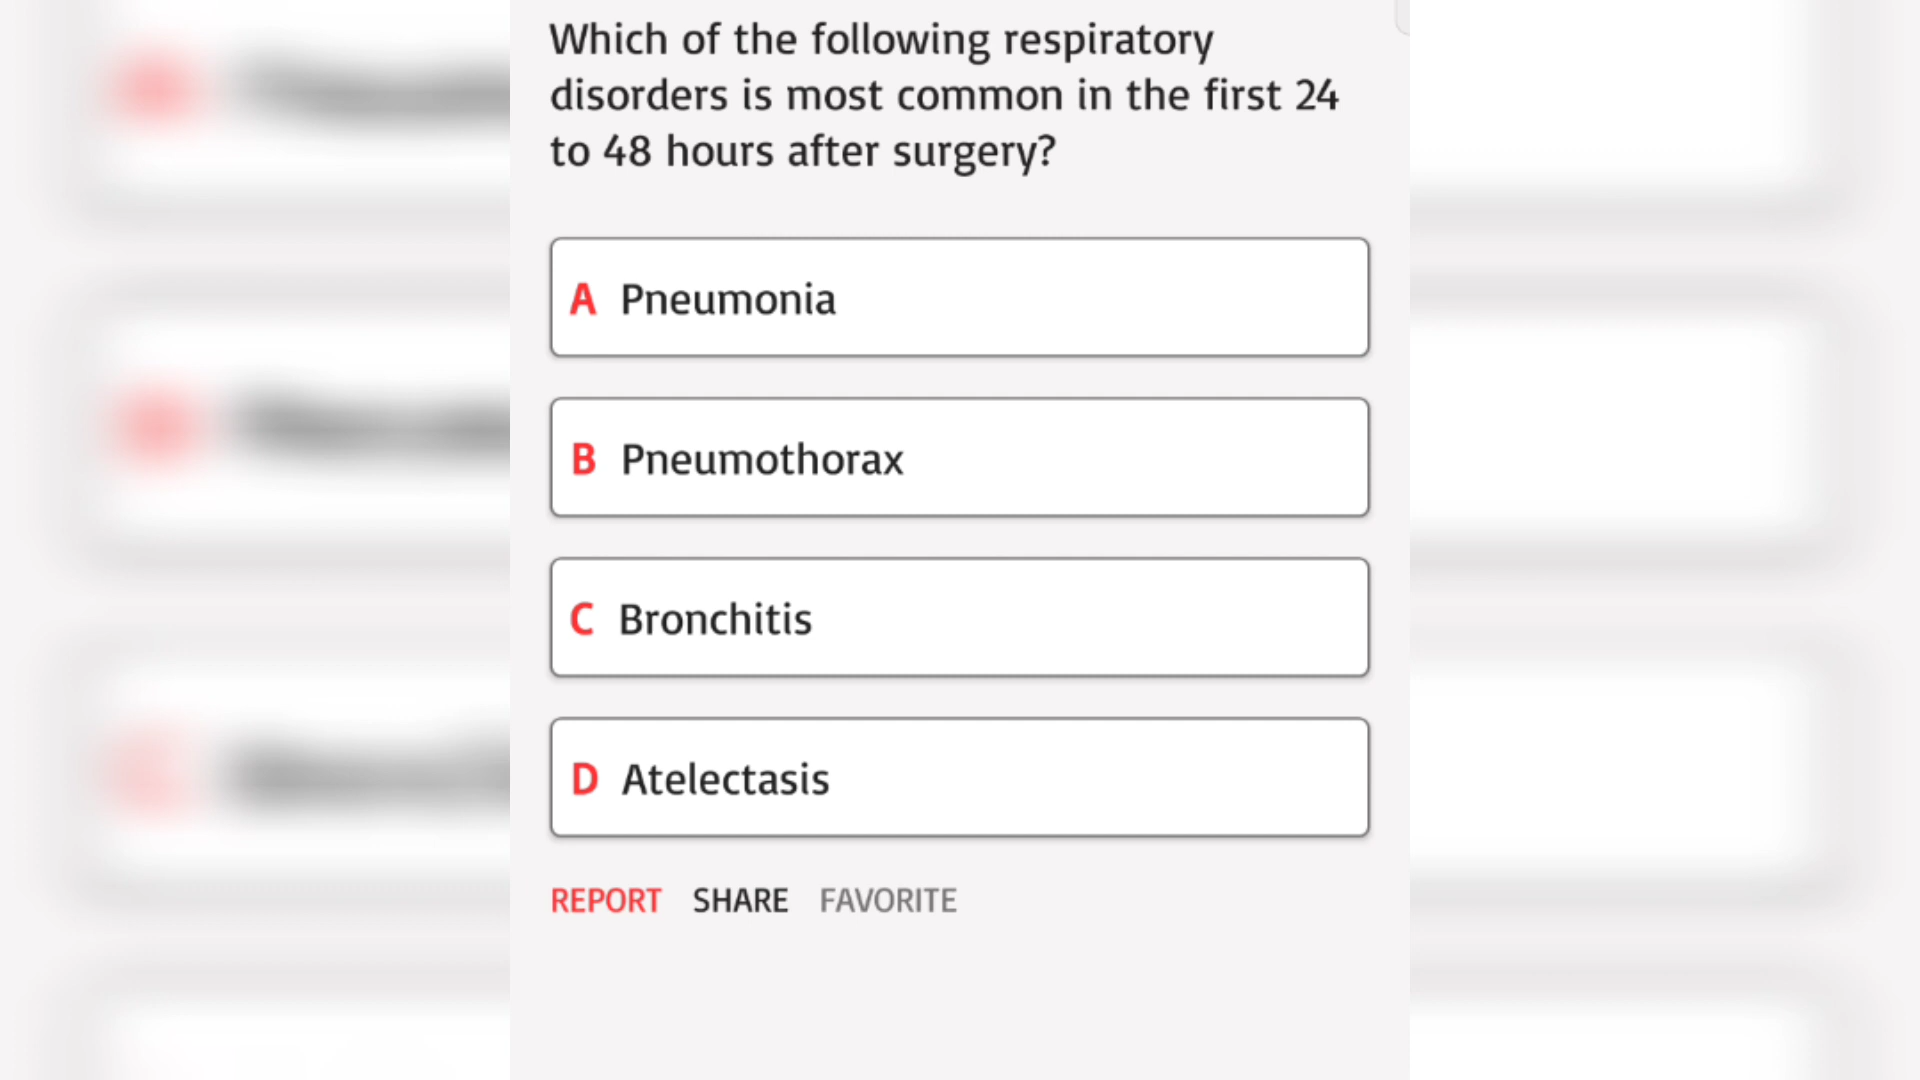 Which of the following respiratory
disorders is most common in the first 24
to 48 hours after surgery?
A Pneumonia
B Pneumothorax
C Bronchitis
D Atelectasis
REPORT SHARE FAVORITE